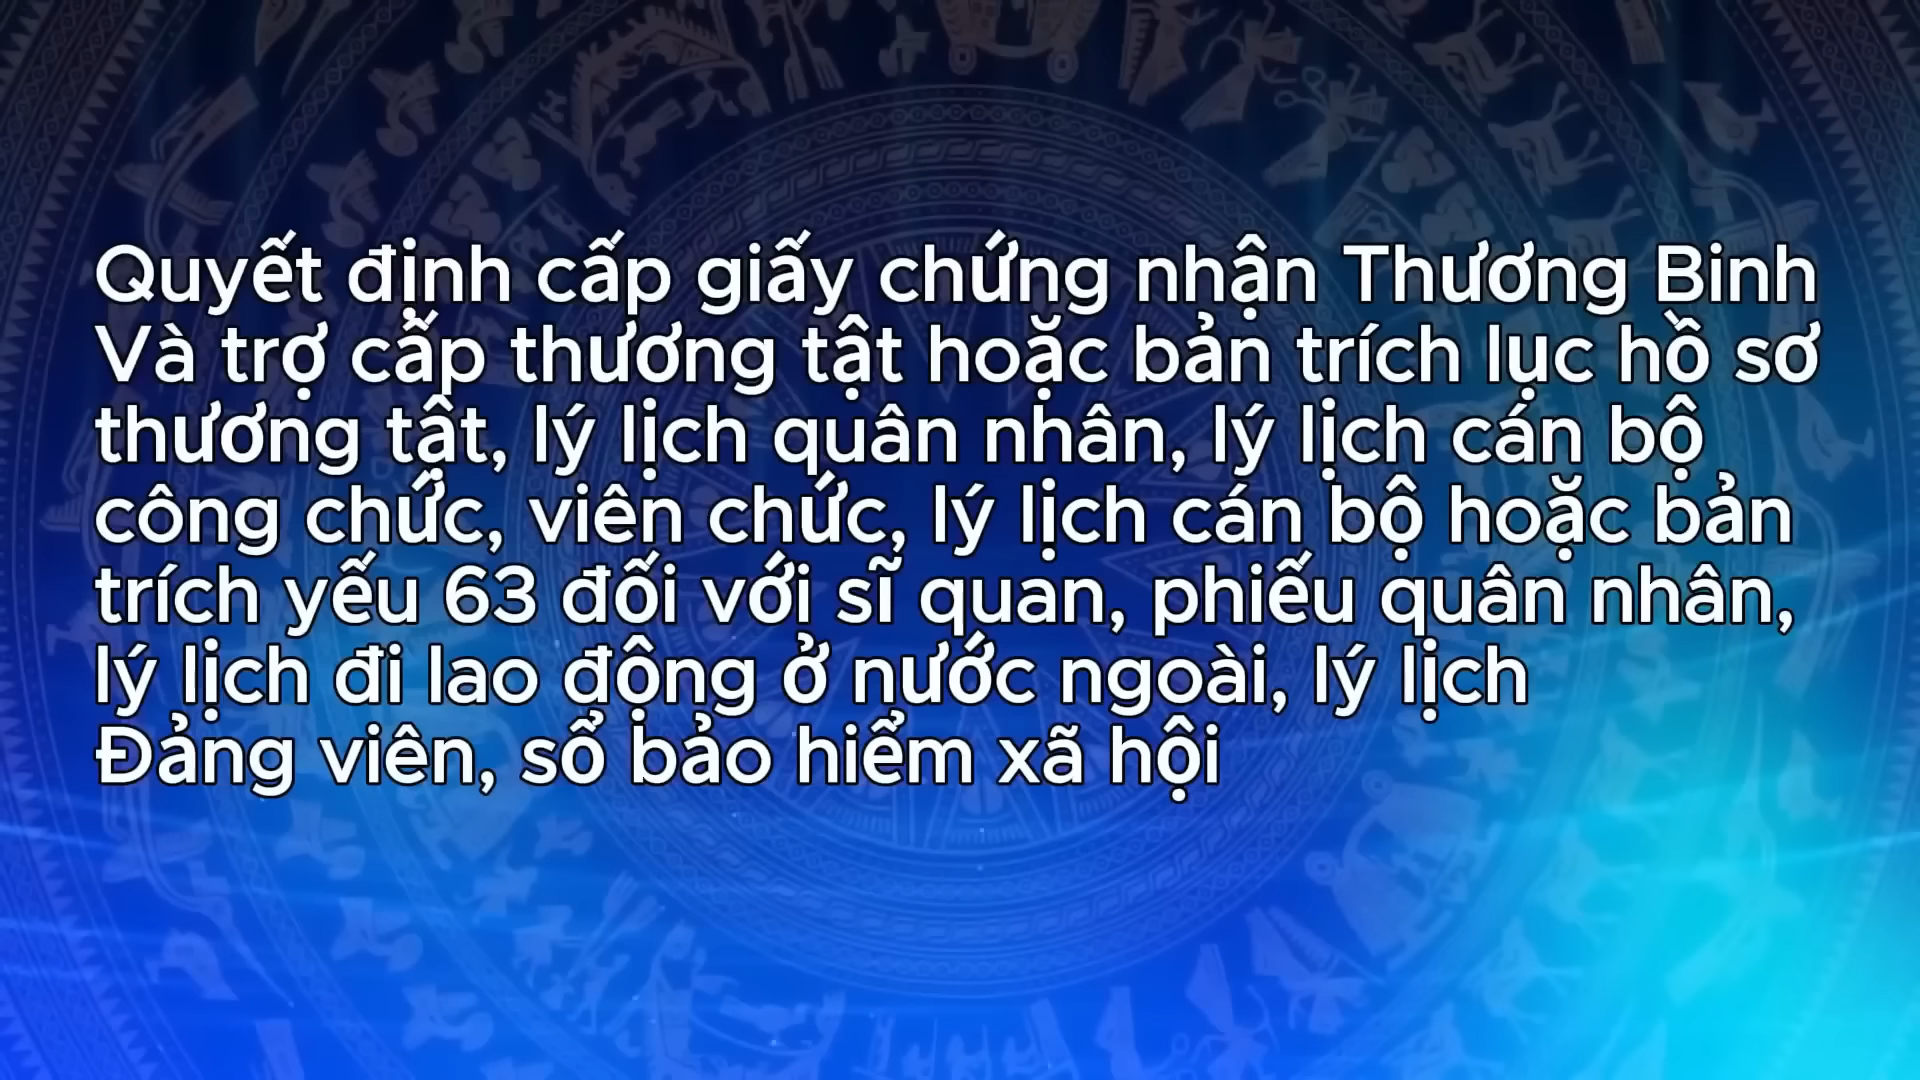 Quyết định cấp giấy chứng nhận Thương Binh
Và trợ cấp thương tật hoặc bản trích lục hồ sơ
thương tật, lý lịch quân nhân, lý lịch cán bộ
công chức, viên chức, lý lịch cán bộ hoặc bản
trích yếu 63 đối với sĩ quan, phiếu quân nhân,
lý lịch đi lao động ở nước ngoài, lý lịch
Đảng viên, sổ bảo hiểm xã hội